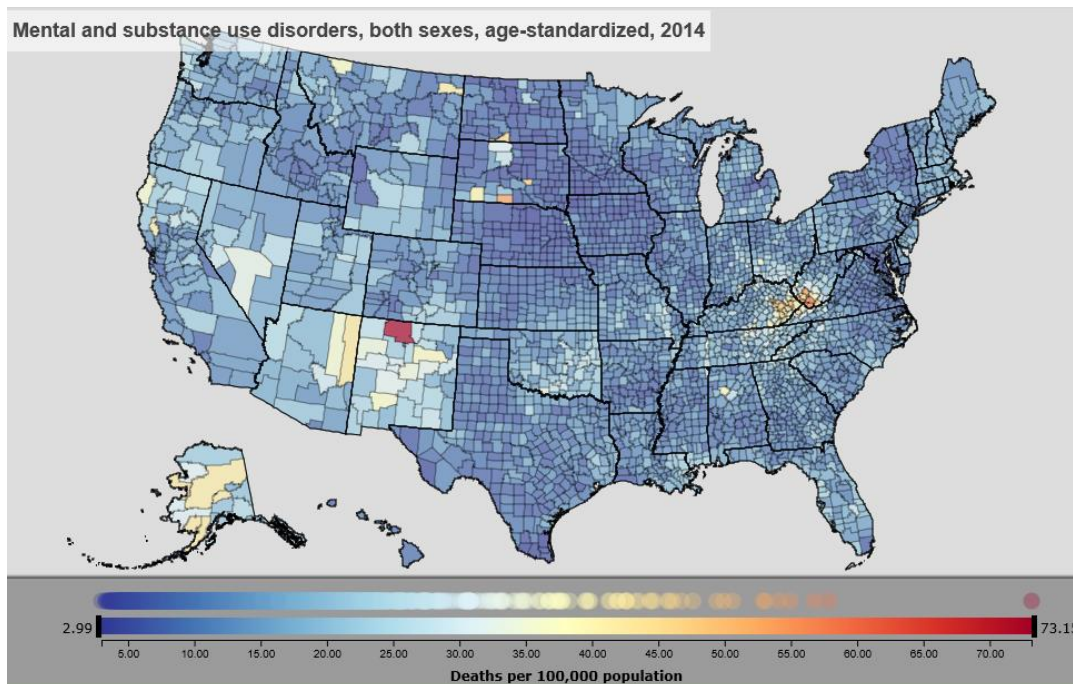 Mental and substance use disorders, both sexes, age-standardized, 2014
2.99
73.15
5.00 10.00 15.00 20.00 25.00 30.00 35.00 40.00 45.00 50.00 55.00 60.00 65.00 70.00
Deaths per 100,000 population